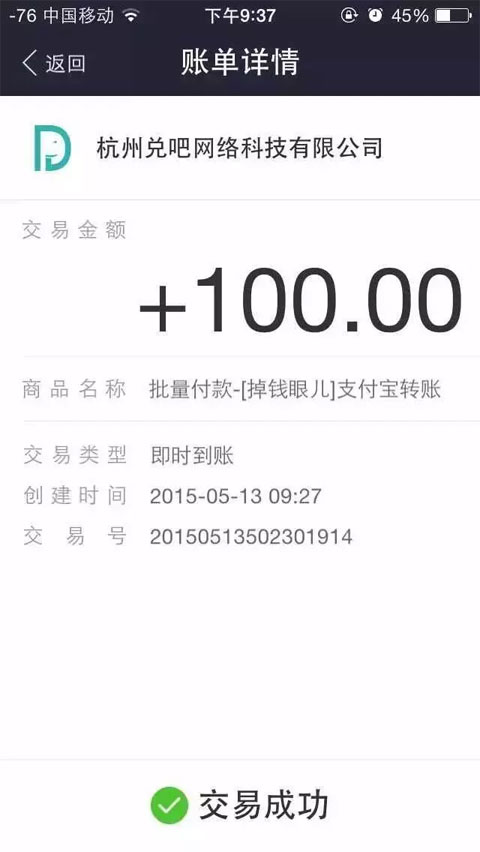 -76 中国移动 下午9:37 45%
返回 账单详情
杭州兑吧网络科技有限公司
交易金额
+100.00
商品名称 批量付款-[掉钱眼儿]支付宝转账
交易类型 即时到账
创建时间 2015-05-13 09:27
交易号 20150513502301914
交易成功